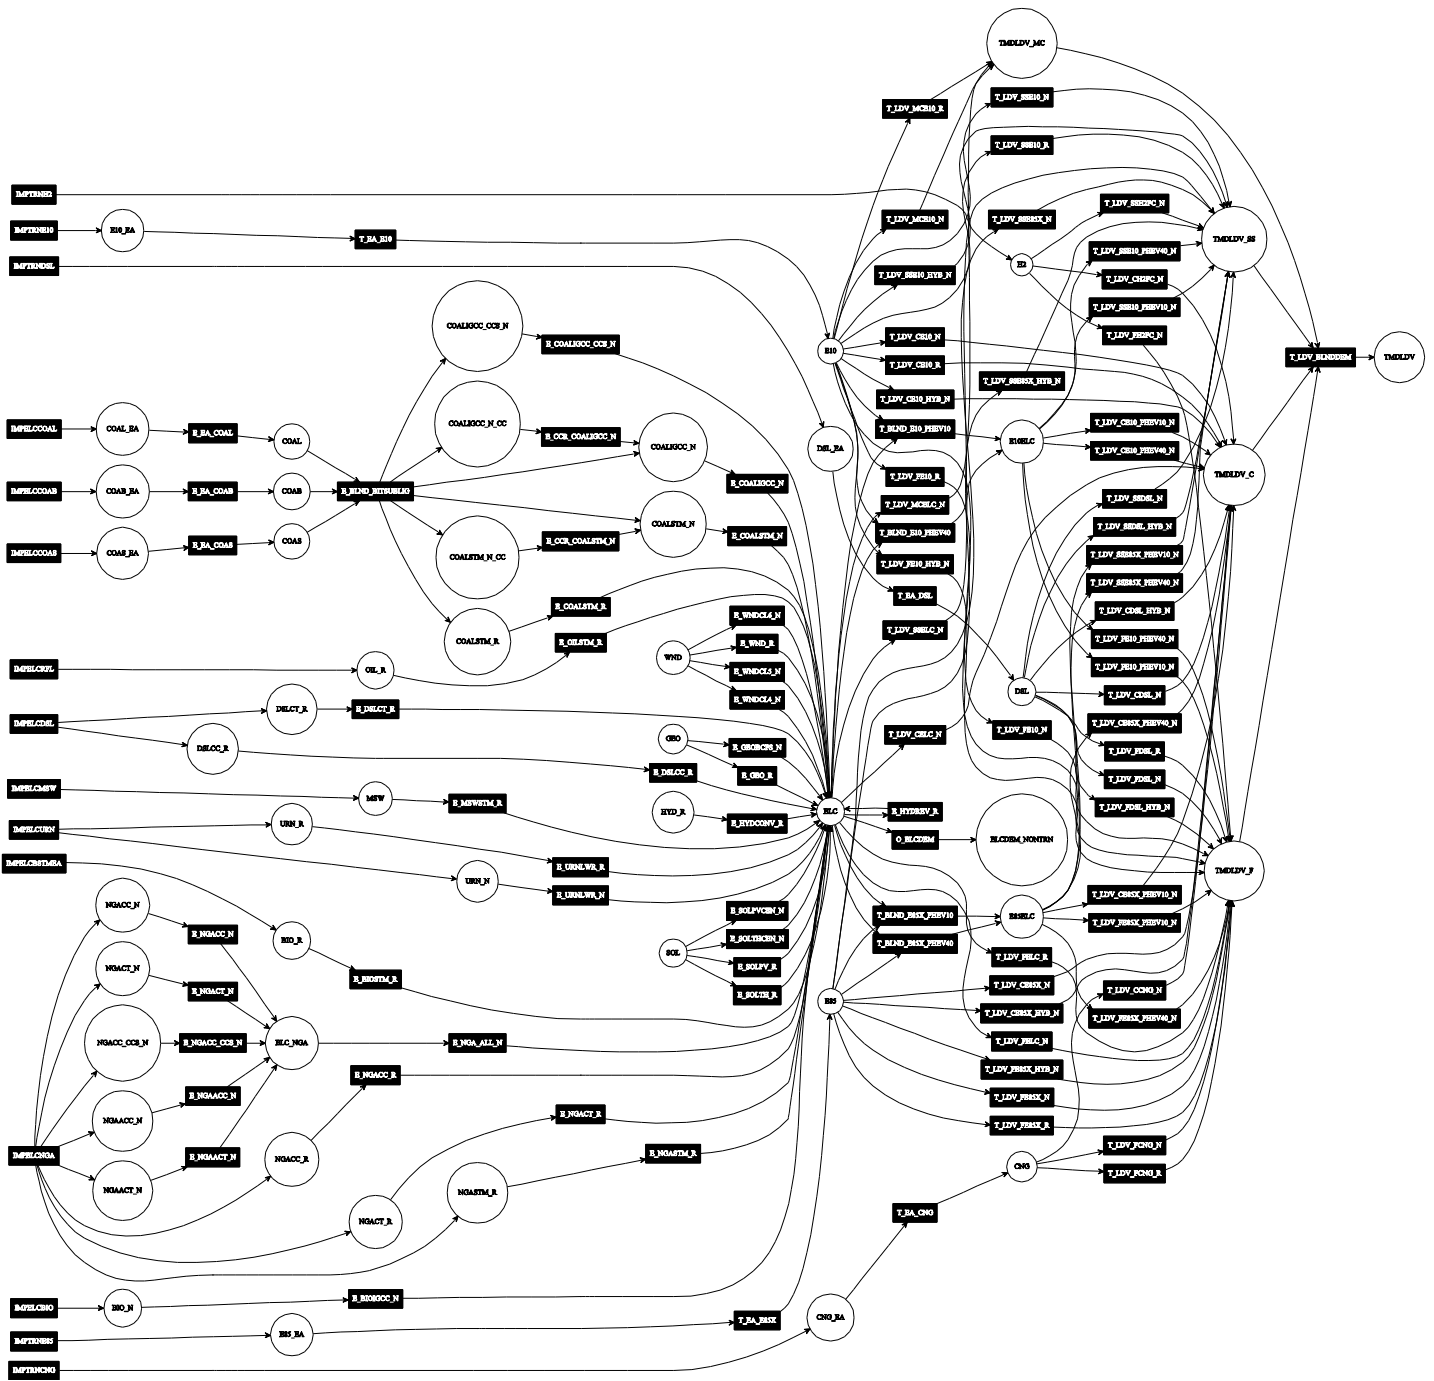 IMPTRNH2
IMPTRNE10
IMPTRNDSL
IMPELCCOAL
IMPELCCOAB
IMPELCCOAS
IMPELCRFL
IMPELCDSL
IMPELCMSW
IMPELCURN
IMPELCBSTMEA
IMPELCNGA
IMPELCBIO
IMPTRNE85
IMPTRNCNG
E10_EA
COAL_EA
COAB_EA
COAS_EA
NGACC_N
NGACT_N
NGACC_CCS_N
NGAACC_N
NGAACT_N
BIO_N
E_EA_COAL
E_EA_COAB
E_EA_COAS
DSLCC_R
E_NGACC_N
E_NGACT_N
E_NGACC_CCS_N
E_NGAACC_N
E_NGAACT_N
COAL
COAB
COAS
DSLCT_R
URN_R
BIO_R
ELC_NGA
NGACC_R
E85_EA
T_EA_E10
E_BLND_BITSUBLIG
OIL_R
E_DSLCT_R
MSW
E_BIOSTM_R
E_NGACC_R
NGACT_R
E_BIOIGCC_N
COALIGCC_CCS_N
COALIGCC_N_CC
COALSTM_N_CC
COALSTM_R
E_MSWSTM_R
URN_N
E_NGA_ALL_N
NGASTM_R
E_COALIGCC_CCS_N
E_CCR_COALIGCC_N
E_CCR_COALSTM_N
E_COALSTM_R
E_OILSTM_R
E_URNLWR_R
E_URNLWR_N
E_NGACT_R
COALIGCC_N
COALSTM_N
WND
GEO
E_DSLCC_R
HYD_R
SOL
E_NGASTM_R
E_COALIGCC_N
E_COALSTM_N
E_WNDCL6_N
E_WND_R
E_WNDCL5_N
E_WNDCL4_N
E_GEOBCFS_N
E_GEO_R
E_HYDCONV_R
E_SOLPVCEN_N
E_SOLTHCEN_N
E_SOLPV_R
E_SOLTH_R
T_EA_E85X
E10
DSL_EA
ELC
E85
CNG_EA
T_LDV_MCE10_R
T_LDV_MCE10_N
T_LDV_SSE10_HYB_N
T_LDV_CE10_N
T_LDV_CE10_R
T_LDV_CE10_HYB_N
T_BLND_E10_PHEV10
T_LDV_FE10_R
T_LDV_MCELC_N
T_BLND_E10_PHEV40
T_LDV_FE10_HYB_N
T_EA_DSL
T_LDV_SSELC_N
T_LDV_CELC_N
E_HYDREV_R
O_ELCDEM
T_BLND_E85X_PHEV10
T_BLND_E85X_PHEV40
T_EA_CNG
TMDLDV_MC
T_LDV_SSE10_N
T_LDV_SSE10_R
T_LDV_SSE85X_N
H2
T_LDV_SSE85X_HYB_N
E10ELC
DSL
T_LDV_FE10_N
ELCDEM_NONTRN
E85ELC
T_LDV_FELC_R
T_LDV_CE85X_N
T_LDV_CE85X_HYB_N
T_LDV_FELC_N
T_LDV_FE85X_HYB_N
T_LDV_FE85X_N
T_LDV_FE85X_R
CNG
T_LDV_SSH2FC_N
T_LDV_SSE10_PHEV40_N
T_LDV_CH2FC_N
T_LDV_SSE10_PHEV10_N
T_LDV_FH2FC_N
T_LDV_CE10_PHEV10_N
T_LDV_CE10_PHEV40_N
T_LDV_SSDSL_N
T_LDV_SSDSL_HYB_N
T_LDV_SSE85X_PHEV10_N
T_LDV_SSE85X_PHEV40_N
T_LDV_CDSL_HYB_N
T_LDV_FE10_PHEV40_N
T_LDV_FE10_PHEV10_N
T_LDV_CDSL_N
T_LDV_CE85X_PHEV40_N
T_LDV_FDSL_R
T_LDV_FDSL_N
T_LDV_FDSL_HYB_N
T_LDV_CE85X_PHEV10_N
T_LDV_FE85X_PHEV10_N
T_LDV_CCNG_N
T_LDV_FE85X_PHEV40_N
T_LDV_FCNG_N
T_LDV_FCNG_R
TMDLDV_SS
TMDLDV_C
TMDLDV_F
T_LDV_BLNDDEM
TMDLDV